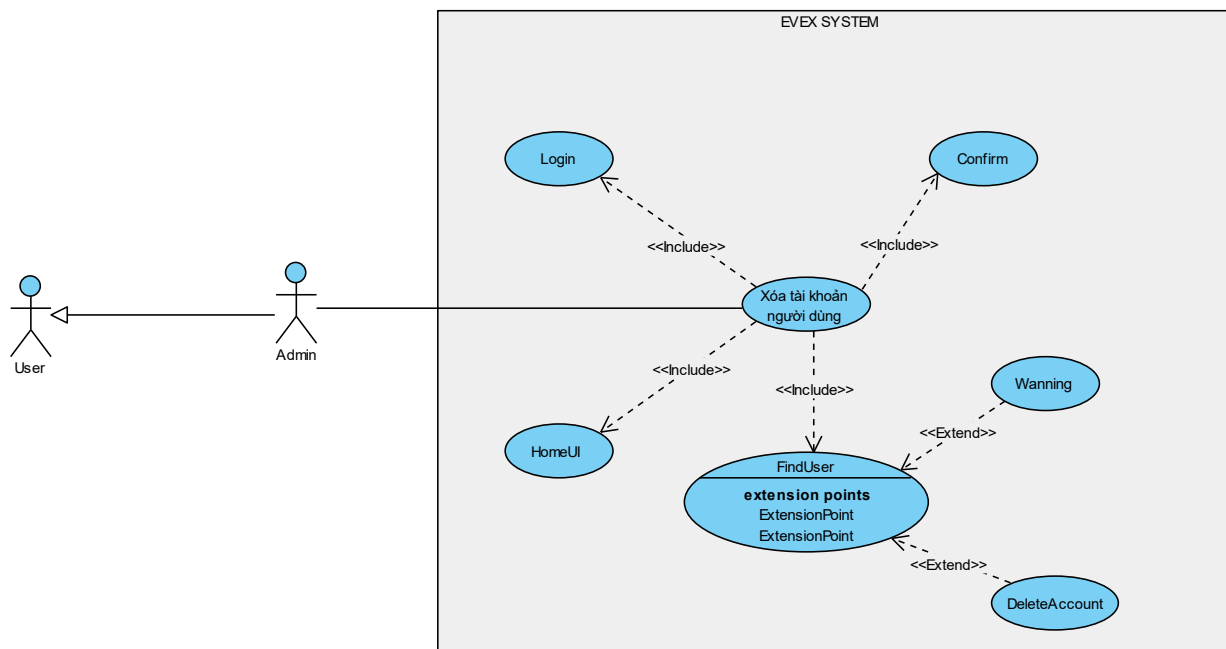 EVEX SYSTEM
Login
Confirm
<<Include>>
<<Include>>
Xóa tài khoản
người dùng
User
Admin
<<Include>>
<<Include>>
Wanning
<<Extend>>
HomeUI
FindUser
extension points
ExtensionPoint
ExtensionPoint
<<Extend>>
DeleteAccount